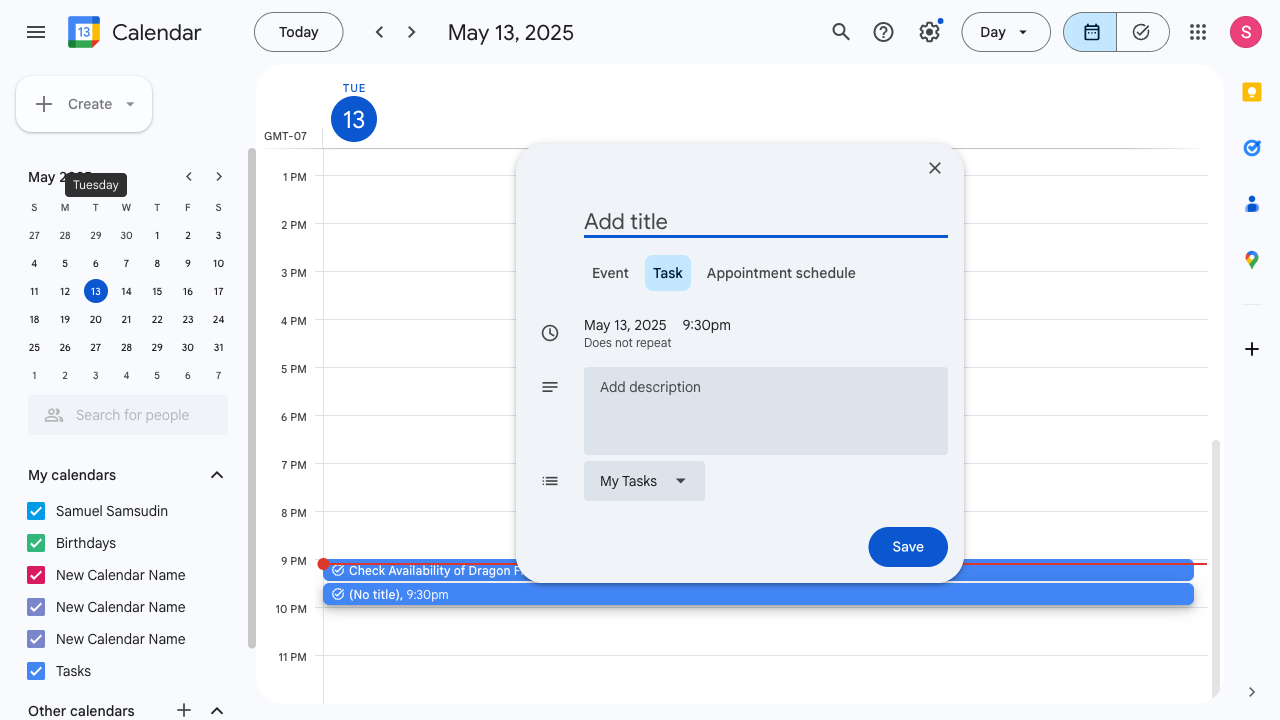 13
Calendar
Today
May 13, 2025
Day
S
Create
TUE
13
GMT-07
May 2025
Tuesday
S M T W T F S
27 28 29 30 1 2 3
4 5 6 7 8 9 10
11 12 13 14 15 16 17
18 19 20 21 22 23 24
25 26 27 28 29 30 31
1 2 3 4 5 6 7
Search for people
My calendars
Samuel Samsudin
Birthdays
New Calendar Name
New Calendar Name
New Calendar Name
Tasks
Other calendars
1 PM
2 PM
3 PM
4 PM
5 PM
6 PM
7 PM
8 PM
9 PM
10 PM
11 PM
Add title
Event Task Appointment schedule
May 13, 2025 9:30pm
Does not repeat
Add description
My Tasks
Save
Check Availability of Dragon
(No title), 9:30pm